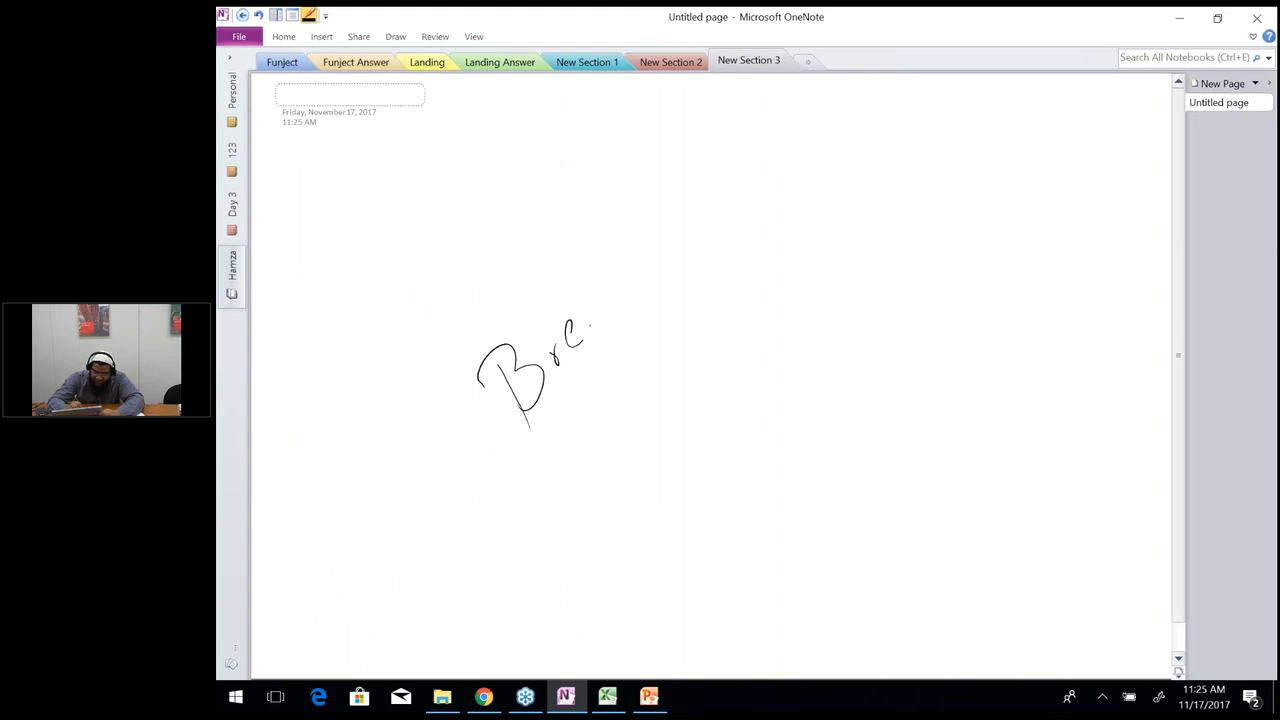 Untitled page - Microsoft OneNote
File Home Insert Share Draw Review View
Funject Funject Answer Landing Landing Answer New Section 1 New Section 2 New Section 3
Search All Notebooks (Ctrl+E)
New Page
Untitled page
Friday, November 17, 2017
11:25 AM
Personal
123
Day 3
Hamza
Bre
11:25 AM
11/17/2017
2